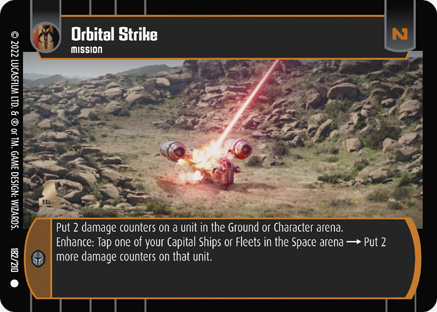 Orbital Strike
MISSION
N
Put 2 damage counters on a unit in the Ground or Character arena.
Enhance: Tap one of your Capital Ships or Fleets in the Space arena → Put 2
more damage counters on that unit.
© 2022 LUCASFILM LTD. & ® or TM. GAME DESIGN: WIZARDS.
182/210